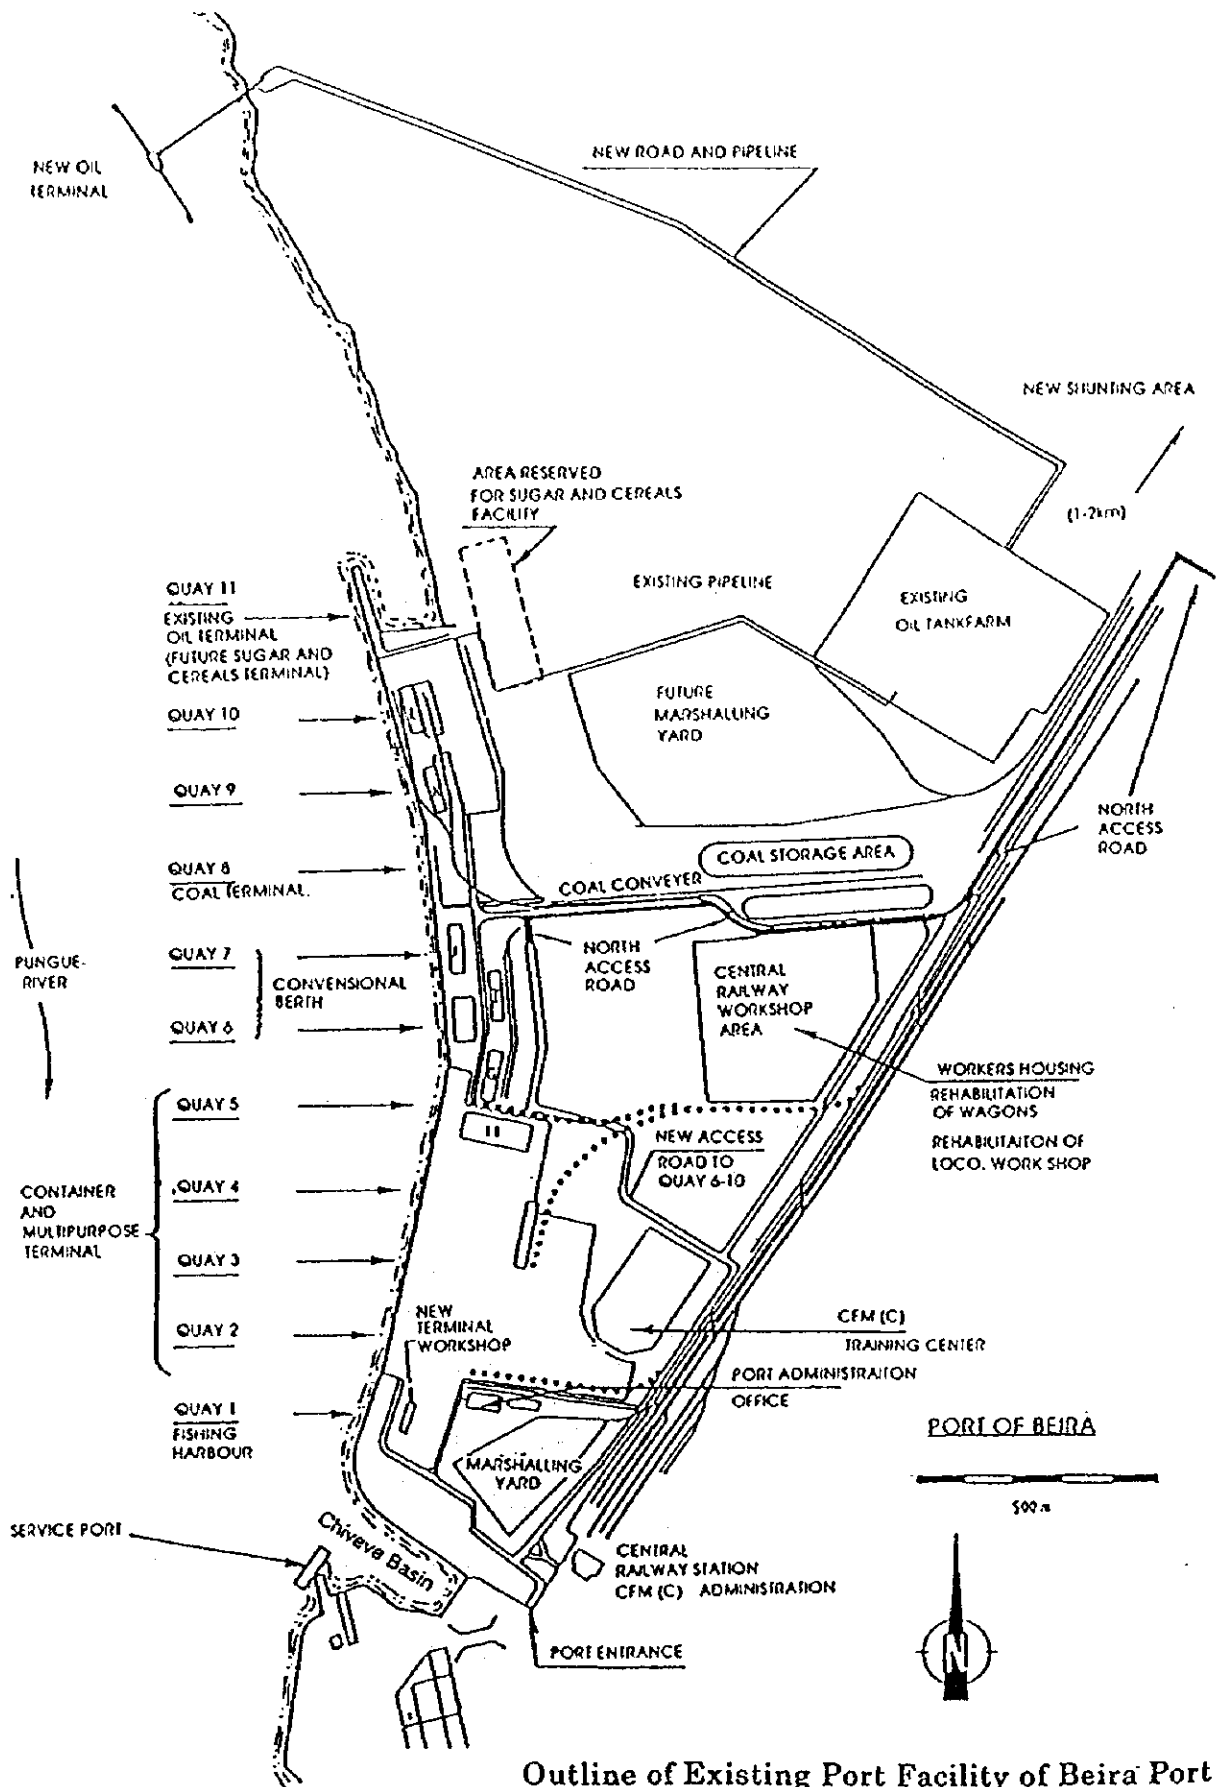 NEW OIL
TERMINAL
NEW ROAD AND PIPELINE
NEW SHUNTING AREA
(1-2km)
AREA RESERVED
FOR SUGAR AND CEREALS
FACILITY
EXISTING PIPELINE
EXISTING
OIL TANKFARM
QUAY 11
EXISTING
OIL TERMINAL
(FUTURE SUGAR AND
CEREALS TERMINAL)
FUTURE
MARSHALLING
YARD
QUAY 10
QUAY 9
NORTH
ACCESS
ROAD
QUAY 8
COAL TERMINAL.
COAL STORAGE AREA
COAL CONVEYER
PUNGUE-
RIVER
QUAY 7
CONVENSIONAL
BERTH
QUAY 6
NORTH
ACCESS
ROAD
CENTRAL
RAILWAY
WORKSHOP
AREA
WORKERS HOUSING
REHABILITATION
OF WAGONS
REHABILITAITON OF
LOCO. WORK SHOP
QUAY 5
NEW ACCESS
ROAD TO
QUAY 6-10
CONTAINER
AND
MULTIPURPOSE
TERMINAL
QUAY 4
QUAY 3
QUAY 2
NEW
TERMINAL
WORKSHOP
CFM (C)
TRAINING CENTER
PORT ADMINISTRAITON
OFFICE
QUAY 1
FISHING
HARBOUR
MARSHALLING
YARD
PORT OF BEIRA
500 m
SERVICE PORT
Chiveve Basin
CENTRAL
RAILWAY STATION
CFM (C) ADMINISTRATION
PORT ENTRANCE
N
Outline of Existing Port Facility of Beira Port